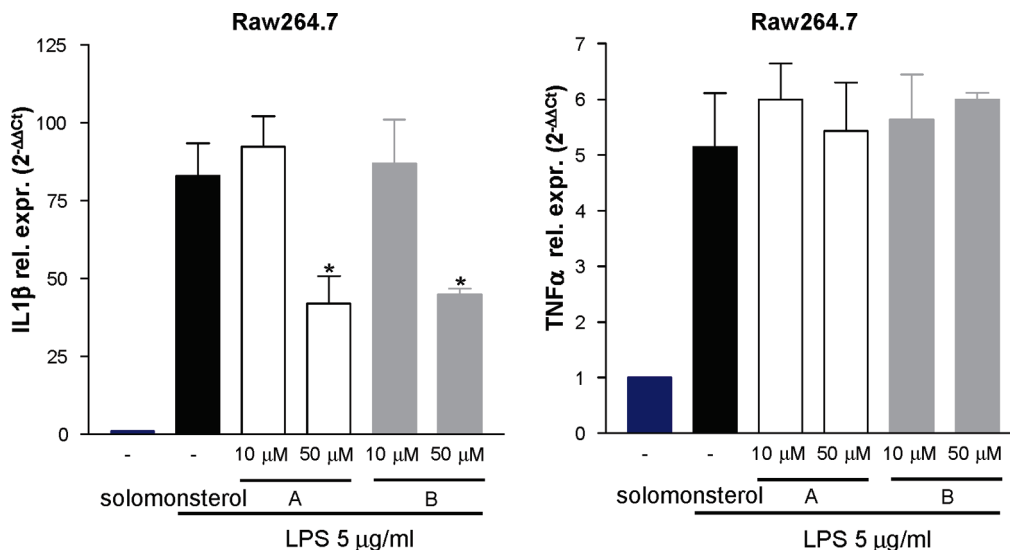 Raw264.7
IL1β rel. expr. (2-ΔΔCt)
125
100
75
50
25
0
*
*
- - 10 μM 50 μM 10 μM 50 μM
solomonsterol A B
LPS 5 μg/ml
Raw264.7
TNFα rel. expr. (2-ΔΔCt)
7
6
5
4
3
2
1
0
- - 10 μM 50 μM 10 μM 50 μM
solomonsterol A B
LPS 5 μg/ml